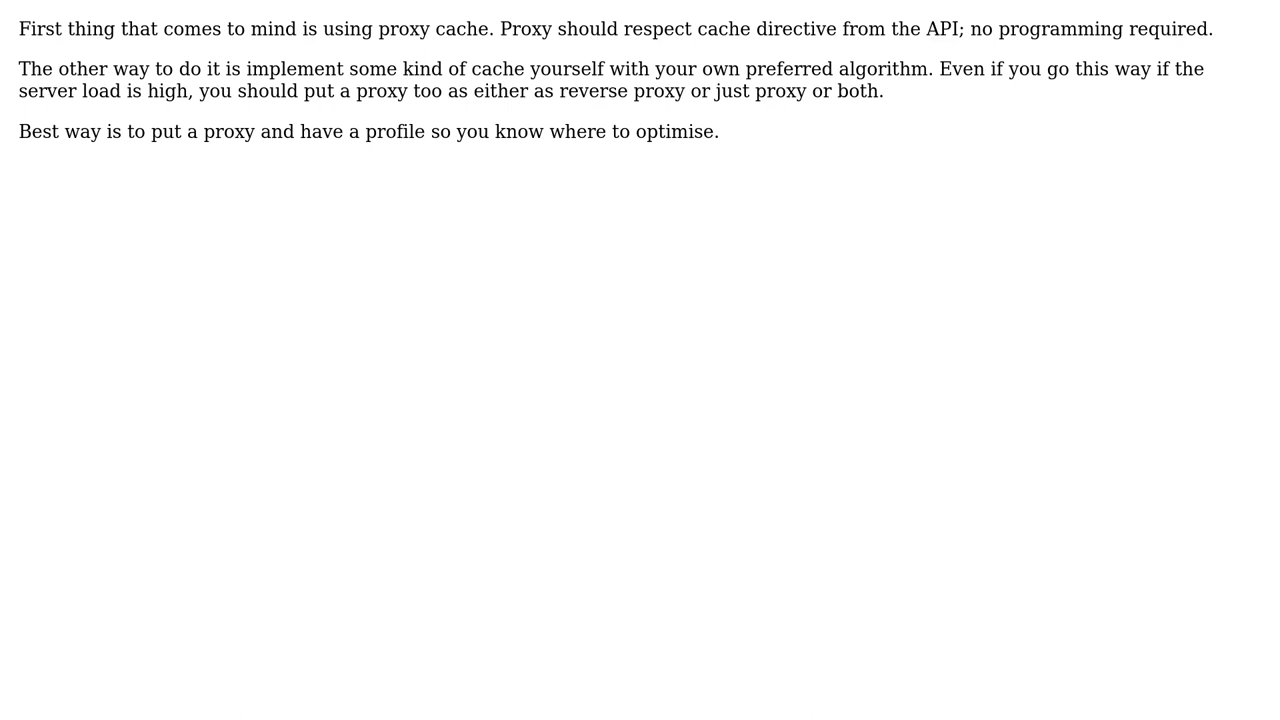 First thing that comes to mind is using proxy cache. Proxy should respect cache directive from the API; no programming required.
The other way to do it is implement some kind of cache yourself with your own preferred algorithm. Even if you go this way if the
server load is high, you should put a proxy too as either as reverse proxy or just proxy or both.
Best way is to put a proxy and have a profile so you know where to optimise.